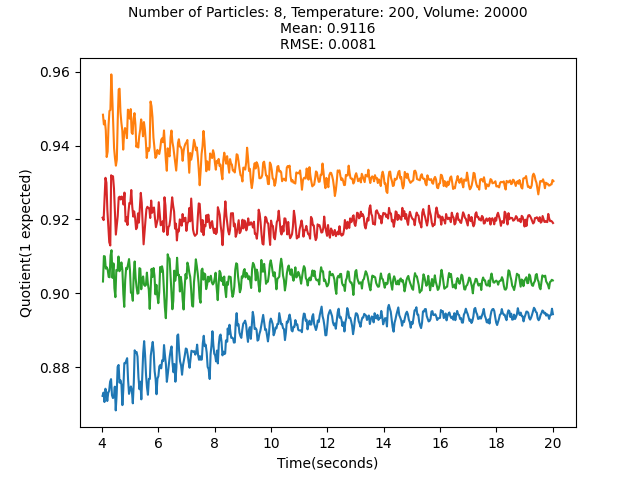 Number of Particles: 8, Temperature: 200, Volume: 20000
Mean: 0.9116
RMSE: 0.0081
0.96
0.94
0.92
0.90
0.88
Quotient(1 expected)
4 6 8 10 12 14 16 18 20
Time(seconds)